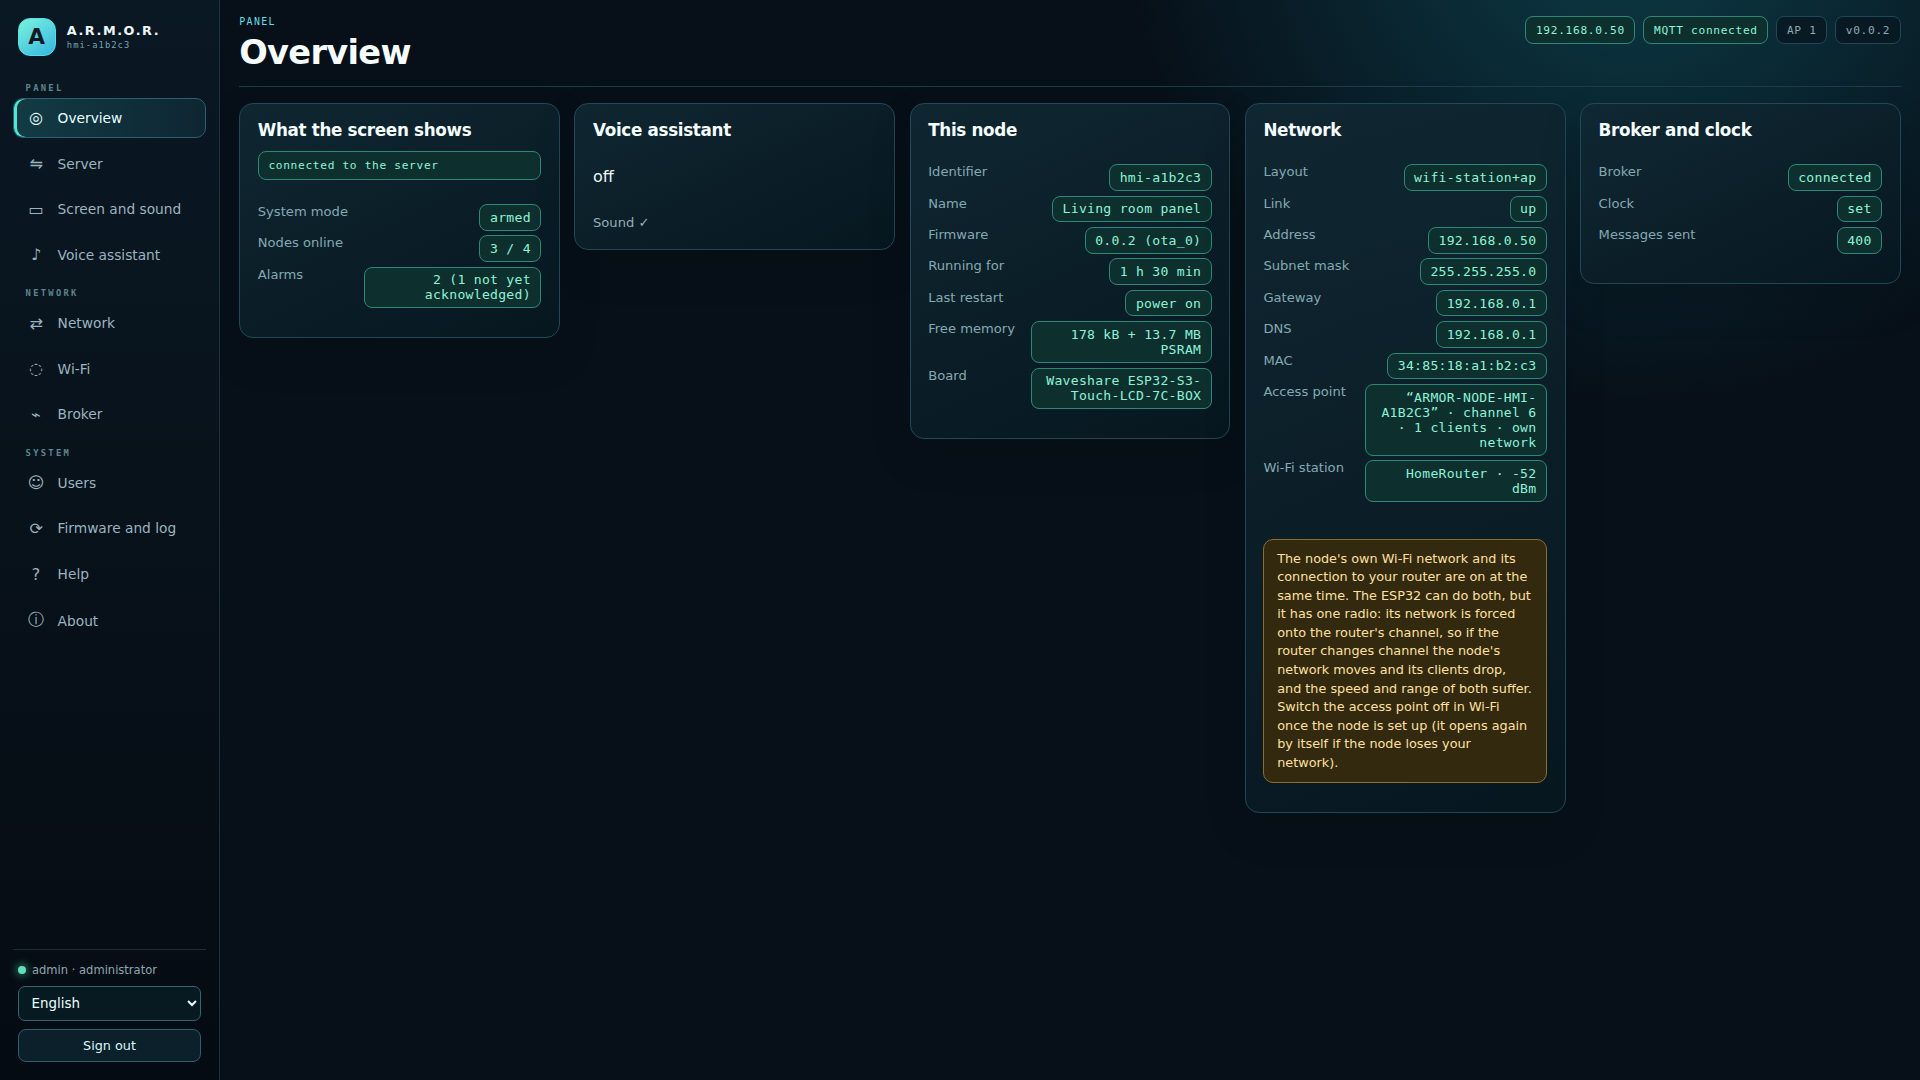 A
A.R.M.O.R.
hmi-a1b2c3
PANEL
Overview
Server
Screen and sound
Voice assistant
NETWORK
Network
Wi-Fi
Broker
SYSTEM
Users
Firmware and log
? Help
About
admin · administrator
English
Sign out
PANEL
Overview
192.168.0.50
MQTT connected
AP 1
v0.0.2
What the screen shows
connected to the server
System mode armed
Nodes online 3 / 4
Alarms 2 (1 not yet
acknowledged)
Voice assistant
off
Sound ✓
This node
Identifier hmi-a1b2c3
Name Living room panel
Firmware 0.0.2 (ota_0)
Running for 1 h 30 min
Last restart power on
Free memory 178 kB + 13.7 MB
PSRAM
Board Waveshare ESP32-S3-
Touch-LCD-7C-BOX
Network
Layout wifi-station+ap
Link up
Address 192.168.0.50
Subnet mask 255.255.255.0
Gateway 192.168.0.1
DNS 192.168.0.1
MAC 34:85:18:a1:b2:c3
Access point “ARMOR-NODE-HMI-
A1B2C3” · channel 6
· 1 clients · own
network
Wi-Fi station HomeRouter · -52
dBm
The node's own Wi-Fi network and its
connection to your router are on at the
same time. The ESP32 can do both, but
it has one radio: its network is forced
onto the router's channel, so if the
router changes channel the node's
network moves and its clients drop,
and the speed and range of both suffer.
Switch the access point off in Wi-Fi
once the node is set up (it opens again
by itself if the node loses your
network).
Broker and clock
Broker connected
Clock set
Messages sent 400